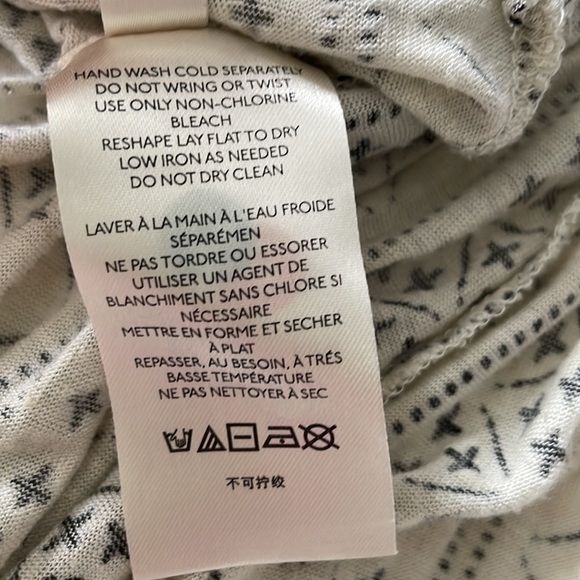 HAND WASH COLD SEPARATELY
DO NOT WRING OR TWIST
USE ONLY NON-CHLORINE
BLEACH
RESHAPE LAY FLAT TO DRY
LOW IRON AS NEEDED
DO NOT DRY CLEAN
LAVER À LA MAIN À L'EAU FROIDE
SÉPARÉMEN
NE PAS TORDRE OU ESSORER
UTILISER UN AGENT DE
BLANCHIMENT SANS CHLORE SI
NÉCESSAIRE
METTRE EN FORME ET SECHER
À PLAT
REPASSER, AU BESOIN, À TRÉS
BASSE TEMPÉRATURE
NE PAS NETTOYER À SEC
不可拧绞